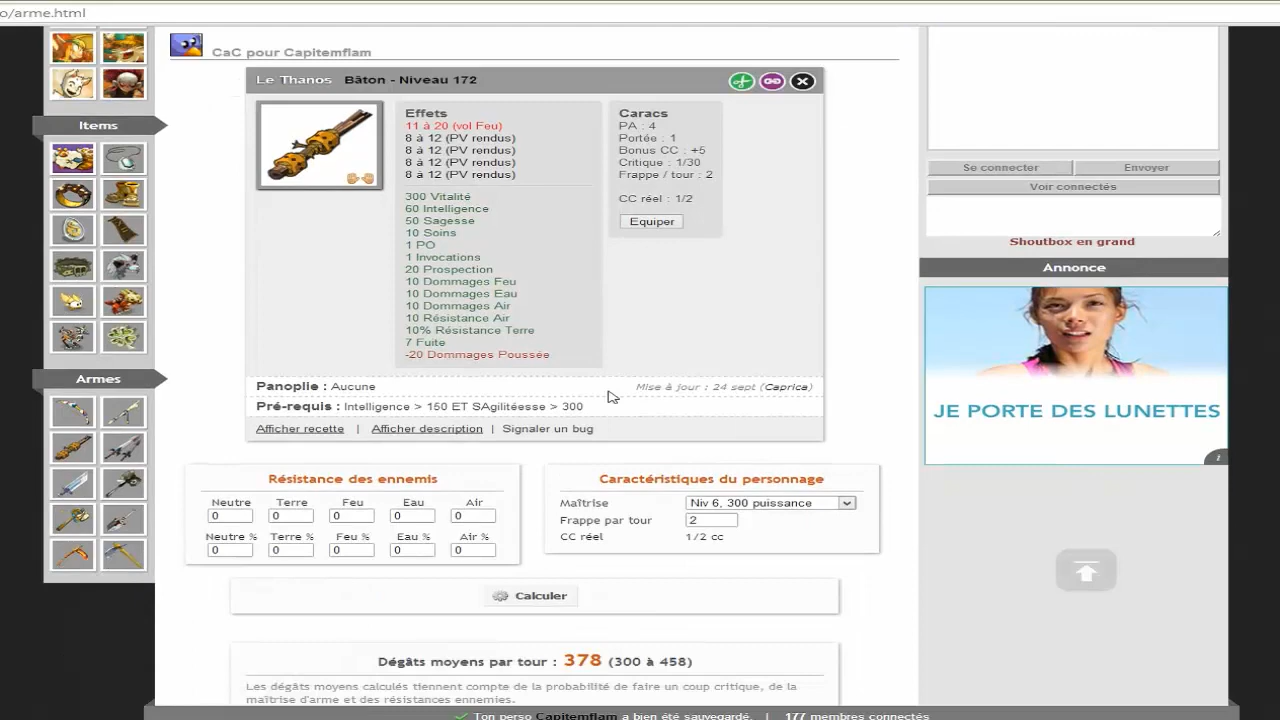 o/arme.html
CaC pour Capitemflam
Le Thanos Bâton - Niveau 172
Effets
11 à 20 (vol Feu)
8 à 12 (PV rendus)
8 à 12 (PV rendus)
8 à 12 (PV rendus)
8 à 12 (PV rendus)
300 Vitalité
60 Intelligence
50 Sagesse
10 Soins
1 PO
1 Invocations
20 Prospection
10 Dommages Feu
10 Dommages Eau
10 Dommages Air
10 Résistance Air
10% Résistance Terre
7 Fuite
-20 Dommages Poussée
Caracs
PA : 4
Portée : 1
Bonus CC : +5
Critique : 1/30
Frappe / tour : 2
CC réel : 1/2
Equiper
Panoplie : Aucune
Mise à jour : 24 sept (Caprica)
Pré-requis : Intelligence > 150 ET SAgilitéesse > 300
Afficher recette | Afficher description | Signaler un bug
Items
Armes
Résistance des ennemis
Neutre Terre Feu Eau Air
0 0 0 0 0
Neutre % Terre % Feu % Eau % Air %
0 0 0 0 0
Caractéristiques du personnage
Maîtrise Niv 6, 300 puissance
Frappe par tour 2
CC réel 1/2 cc
Calculer
Dégâts moyens par tour : 378 (300 à 458)
Les dégâts moyens calculés tiennent compte de la probabilité de faire un coup critique, de la
maîtrise d'arme et des résistances ennemies.
Se connecter Envoyer
Voir connectés
Shoutbox en grand
Annonce
JE PORTE DES LUNETTES
i
Ton perso Capitemflam a bien été sauvegardé. | 177 membres connectés